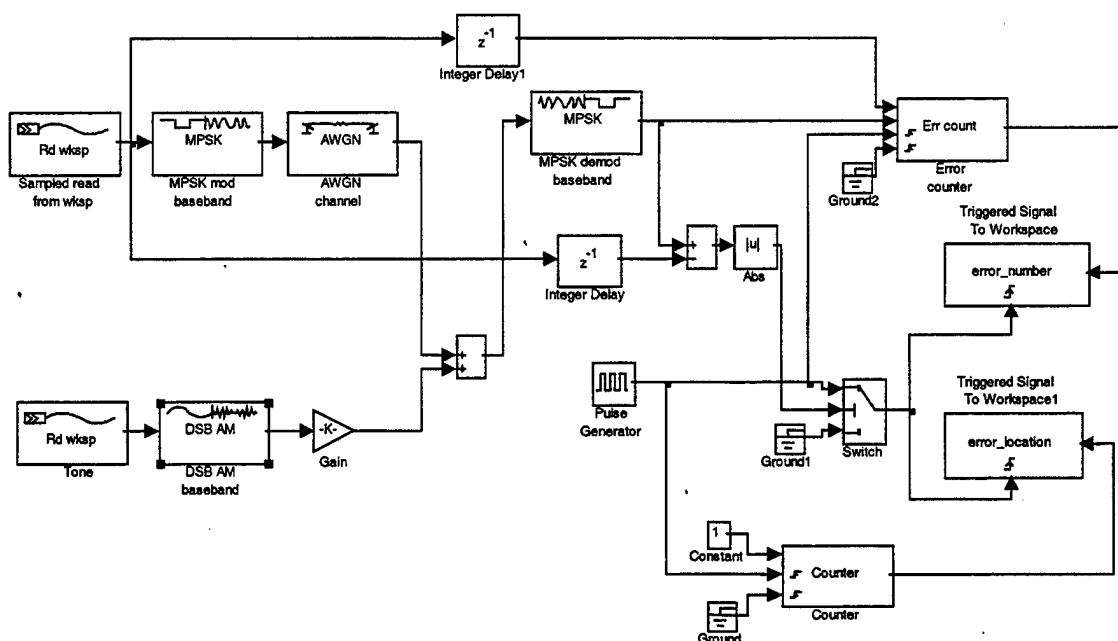 z-1
Integer Delay1
Rd wksp
Sampled read
from wksp
MPSK
MPSK mod
baseband
AWGN
AWGN
channel
MPSK
MPSK demod
baseband
Err count
Error
counter
Ground2
z-1
Integer Delay
+
-
|u|
Abs
Triggered Signal
To Workspace
error_number
+
+
Pulse
Generator
Ground1
Switch
Triggered Signal
To Workspace1
error_location
Rd wksp
Tone
DSB AM
DSB AM
baseband
-K-
Gain
1
Constant
Counter
Counter
Ground